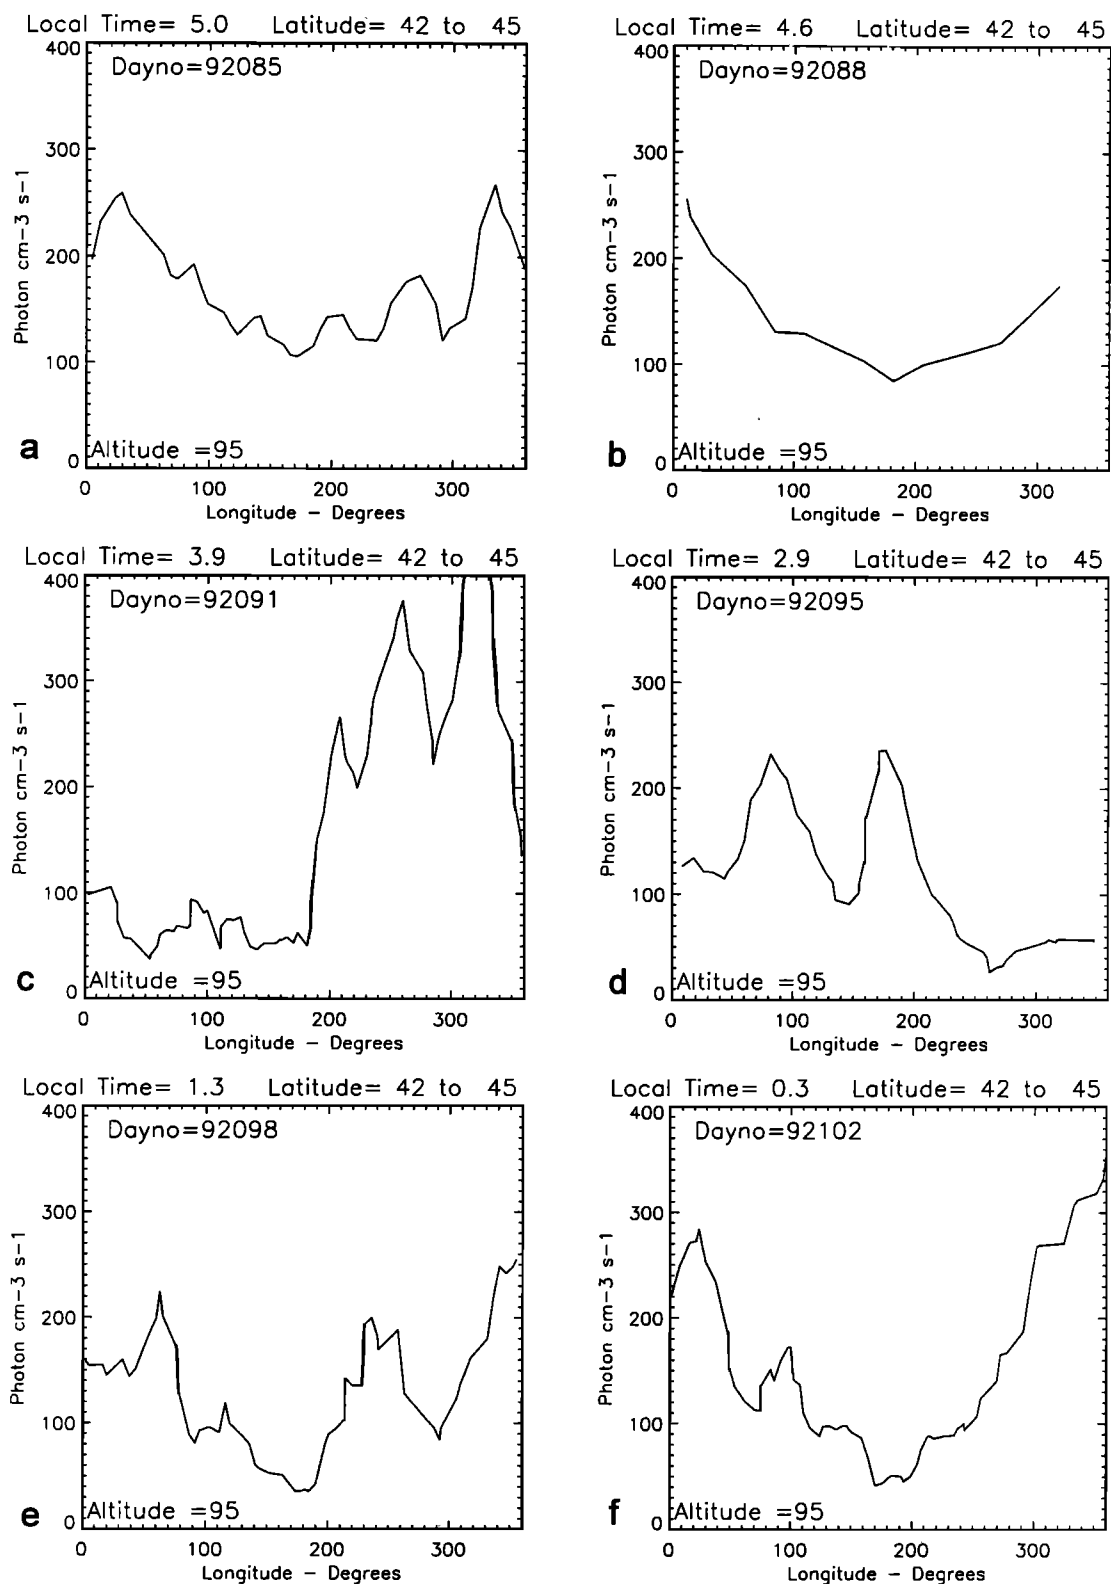 Local Time= 5.0 Latitude= 42 to 45
400
Dayno=92085
300
200
100
0
Photon cm-3 s-1
Altitude =95
a
0 100 200 300
Longitude - Degrees
Local Time= 4.6 Latitude= 42 to 45
400
Dayno=92088
300
200
100
0
Photon cm-3 s-1
Altitude =95
b
0 100 200 300
Longitude - Degrees
Local Time= 3.9 Latitude= 42 to 45
400
Dayno=92091
300
200
100
0
Photon cm-3 s-1
Altitude =95
c
0 100 200 300
Longitude - Degrees
Local Time= 2.9 Latitude= 42 to 45
400
Dayno=92095
300
200
100
0
Photon cm-3 s-1
Altitude =95
d
0 100 200 300
Longitude - Degrees
Local Time= 1.3 Latitude= 42 to 45
400
Dayno=92098
300
200
100
0
Photon cm-3 s-1
Altitude =95
e
0 100 200 300
Longitude - Degrees
Local Time= 0.3 Latitude= 42 to 45
400
Dayno=92102
300
200
100
0
Photon cm-3 s-1
Altitude =95
f
0 100 200 300
Longitude - Degrees